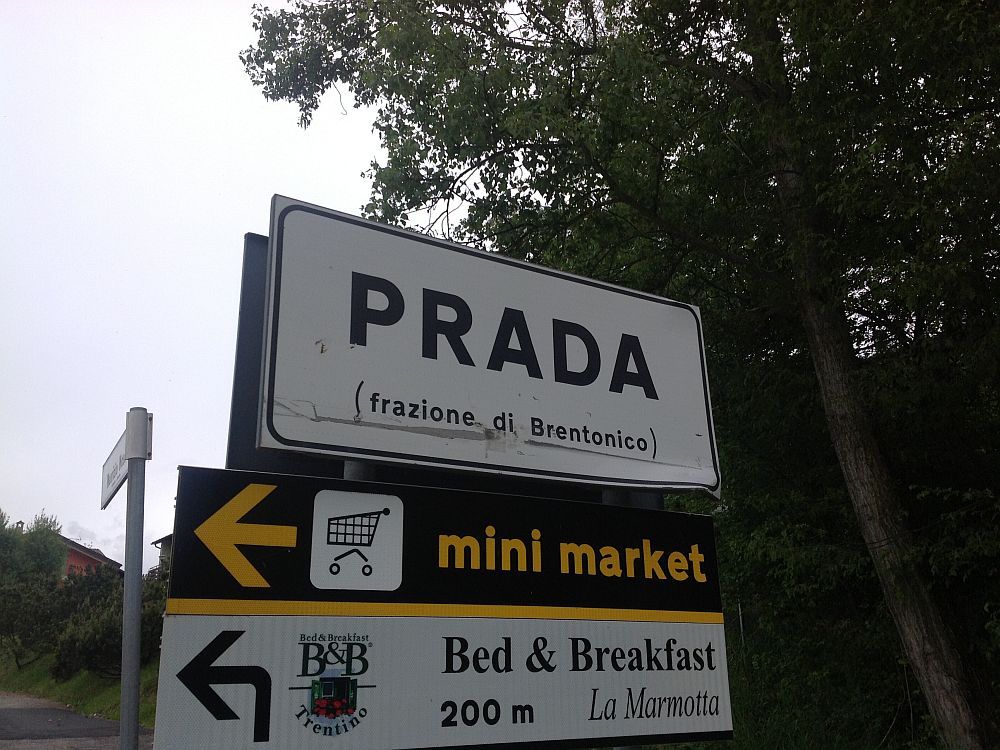 PRADA
(frazione di Brentonico)
mini market
Bed & Breakfast
B&B®
Trentino
Bed & Breakfast
200 m La Marmotta